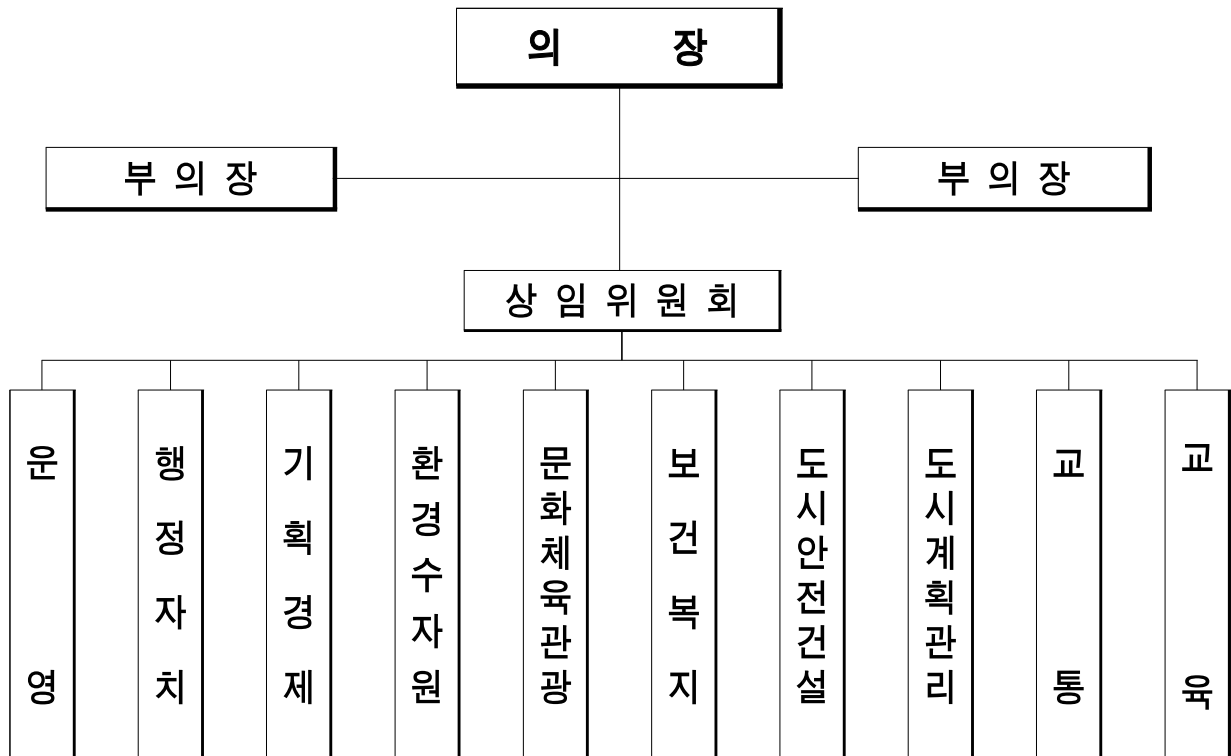 의 장
부 의 장
부 의 장
상 임 위 원 회
운영
행정자치
기획경제
환경수자원
문화체육관광
보건복지
도시안전건설
도시계획관리
교통
교육